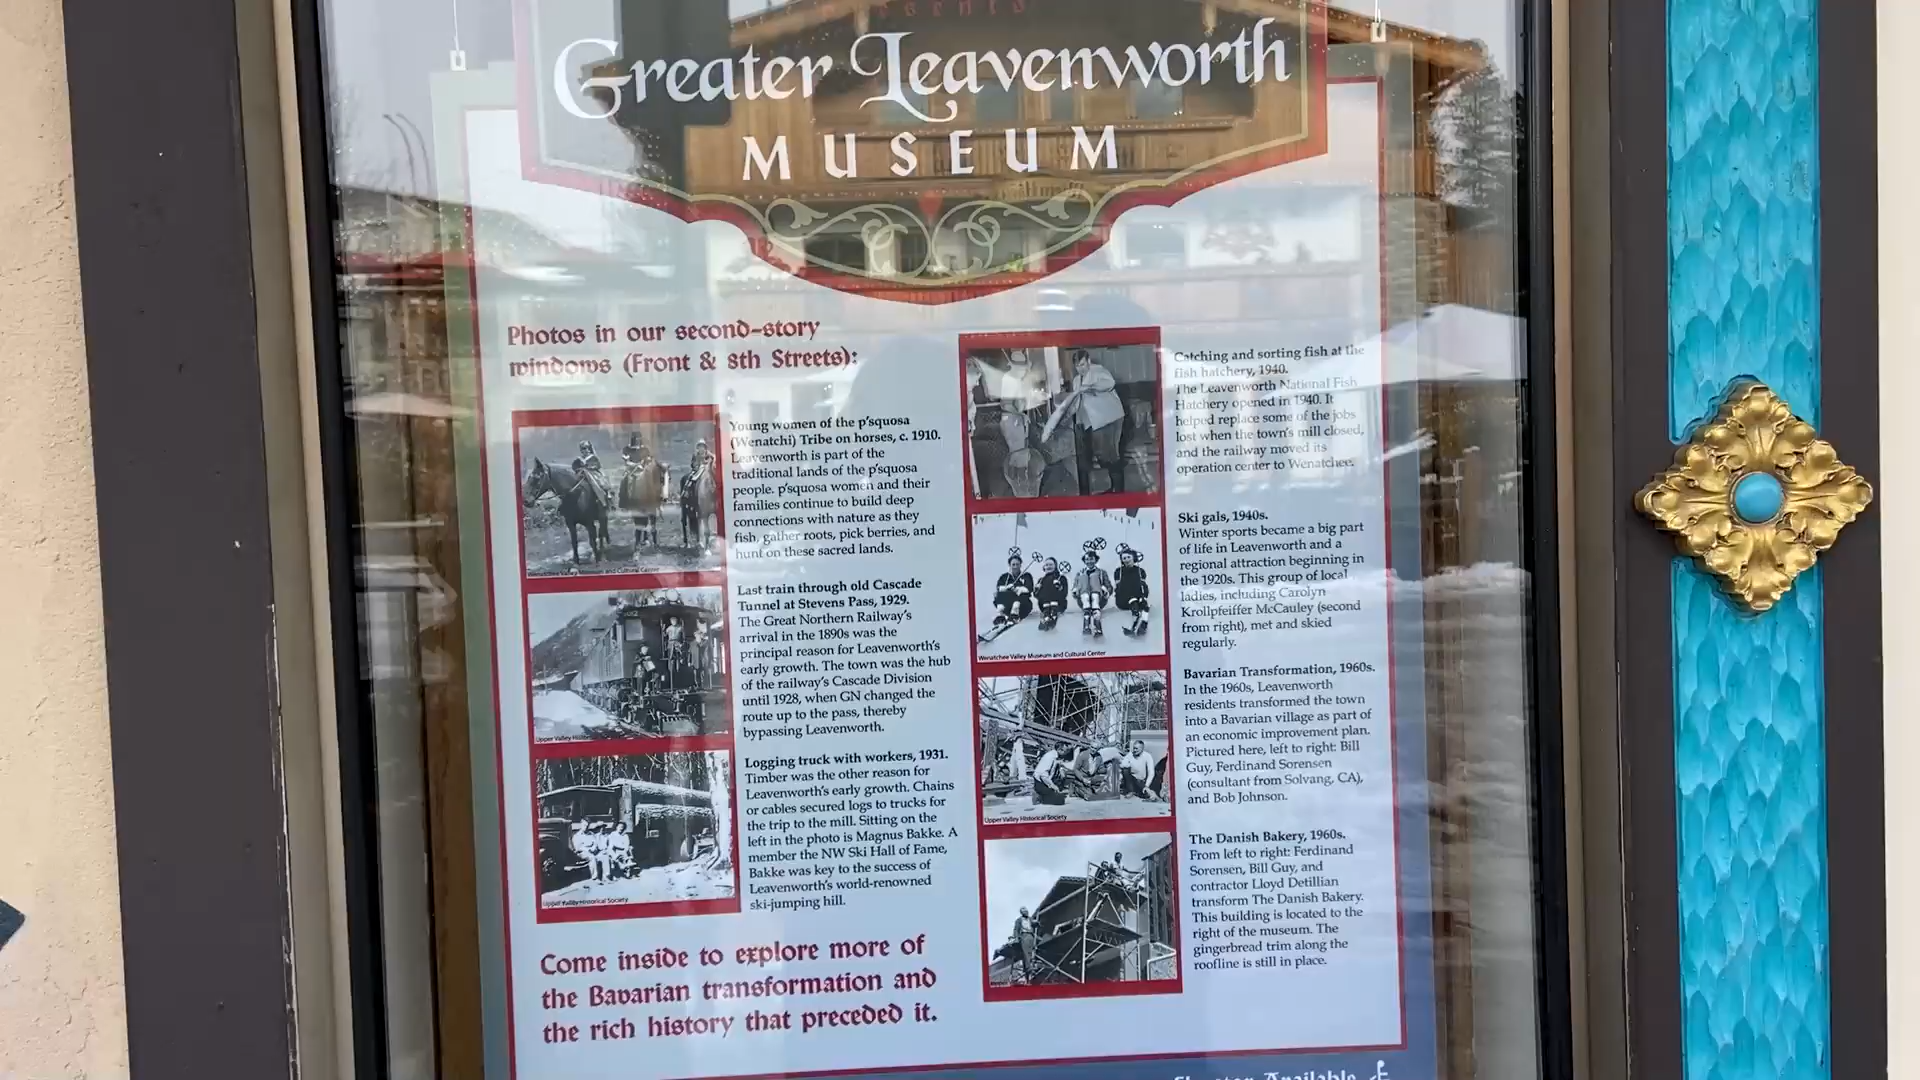 Presents
Greater Leavenworth
MUSEUM
Photos in our second-story
windows (Front & 8th Streets):
Young women of the p'squosa
(Wenatchi) Tribe on horses, c. 1910.
Leavenworth is part of the
traditional lands of the p'squosa
people. p'squosa women and their
families continue to build deep
connections with nature as they
fish, gather roots, pick berries, and
hunt on these sacred lands.
Wenatchee Valley Museum and Cultural Center
Last train through old Cascade
Tunnel at Stevens Pass, 1929.
The Great Northern Railway's
arrival in the 1890s was the
principal reason for Leavenworth's
early growth. The town was the hub
of the railway's Cascade Division
until 1928, when GN changed the
route up to the pass, thereby
bypassing Leavenworth.
Upper Valley
Logging truck with workers, 1931.
Timber was the other reason for
Leavenworth's early growth. Chains
or cables secured logs to trucks for
the trip to the mill. Sitting on the
left in the photo is Magnus Bakke. A
member the NW Ski Hall of Fame,
Bakke was key to the success of
Leavenworth's world-renowned
ski-jumping hill.
Upper Valley Historical Society
Come inside to explore more of
the Bavarian transformation and
the rich history that preceded it.
Catching and sorting fish at the
fish hatchery, 1940.
The Leavenworth National Fish
Hatchery opened in 1940. It
helped replace some of the jobs
lost when the town's mill closed,
and the railway moved its
operation center to Wenatchee.
Ski gals, 1940s.
Winter sports became a big part
of life in Leavenworth and a
regional attraction beginning in
the 1920s. This group of local
ladies, including Carolyn
Krollpfeiffer McCauley (second
from right), met and skied
regularly.
Wenatchee Valley Museum and Cultural Center
Bavarian Transformation, 1960s.
In the 1960s, Leavenworth
residents transformed the town
into a Bavarian village as part of
an economic improvement plan.
Pictured here, left to right: Bill
Guy, Ferdinand Sorensen
(consultant from Solvang, CA),
and Bob Johnson.
Upper Valley Historical Society
The Danish Bakery, 1960s.
From left to right: Ferdinand
Sorensen, Bill Guy, and
contractor Lloyd Detillian
transform The Danish Bakery.
This building is located to the
right of the museum. The
gingerbread trim along the
roofline is still in place.
Elevator Available